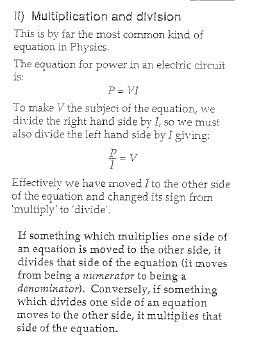 ii) Multiplication and division
This is by far the most common kind of
equation in Physics.
The equation for power in an electric circuit
is:
P = VI
To make V the subject of the equation, we
divide the right hand side by I, so we must
also divide the left hand side by I giving:
P/I = V
Effectively we have moved I to the other side
of the equation and changed its sign from
'multiply' to 'divide'.
If something which multiplies one side of
an equation is moved to the other side, it
divides that side of the equation (it moves
from being a numerator to being a
denominator). Conversely, if something
which divides one side of an equation
moves to the other side, it multiplies that
side of the equation.